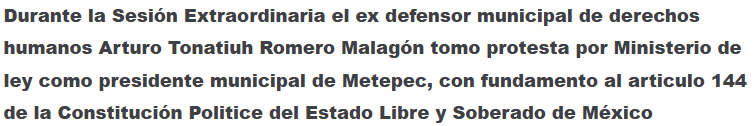 Durante la Sesión Extraordinaria el ex defensor municipal de derechos
humanos Arturo Tonatiuh Romero Malagón tomo protesta por Ministerio de
ley como presidente municipal de Metepec, con fundamento al articulo 144
de la Constitución Politice del Estado Libre y Soberado de México